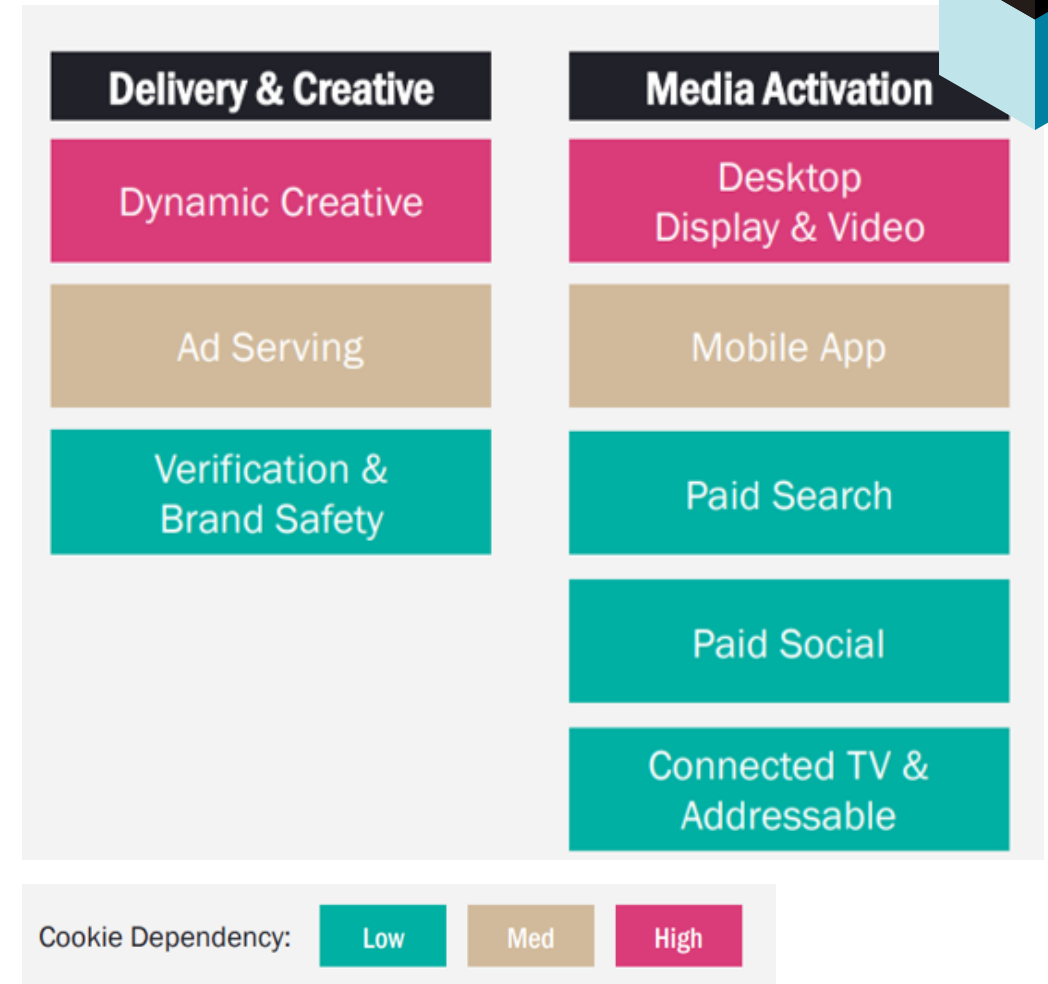 Delivery & Creative
Dynamic Creative
Ad Serving
Verification &
Brand Safety
Media Activation
Desktop
Display & Video
Mobile App
Paid Search
Paid Social
Connected TV &
Addressable
Cookie Dependency:
Low
Med
High